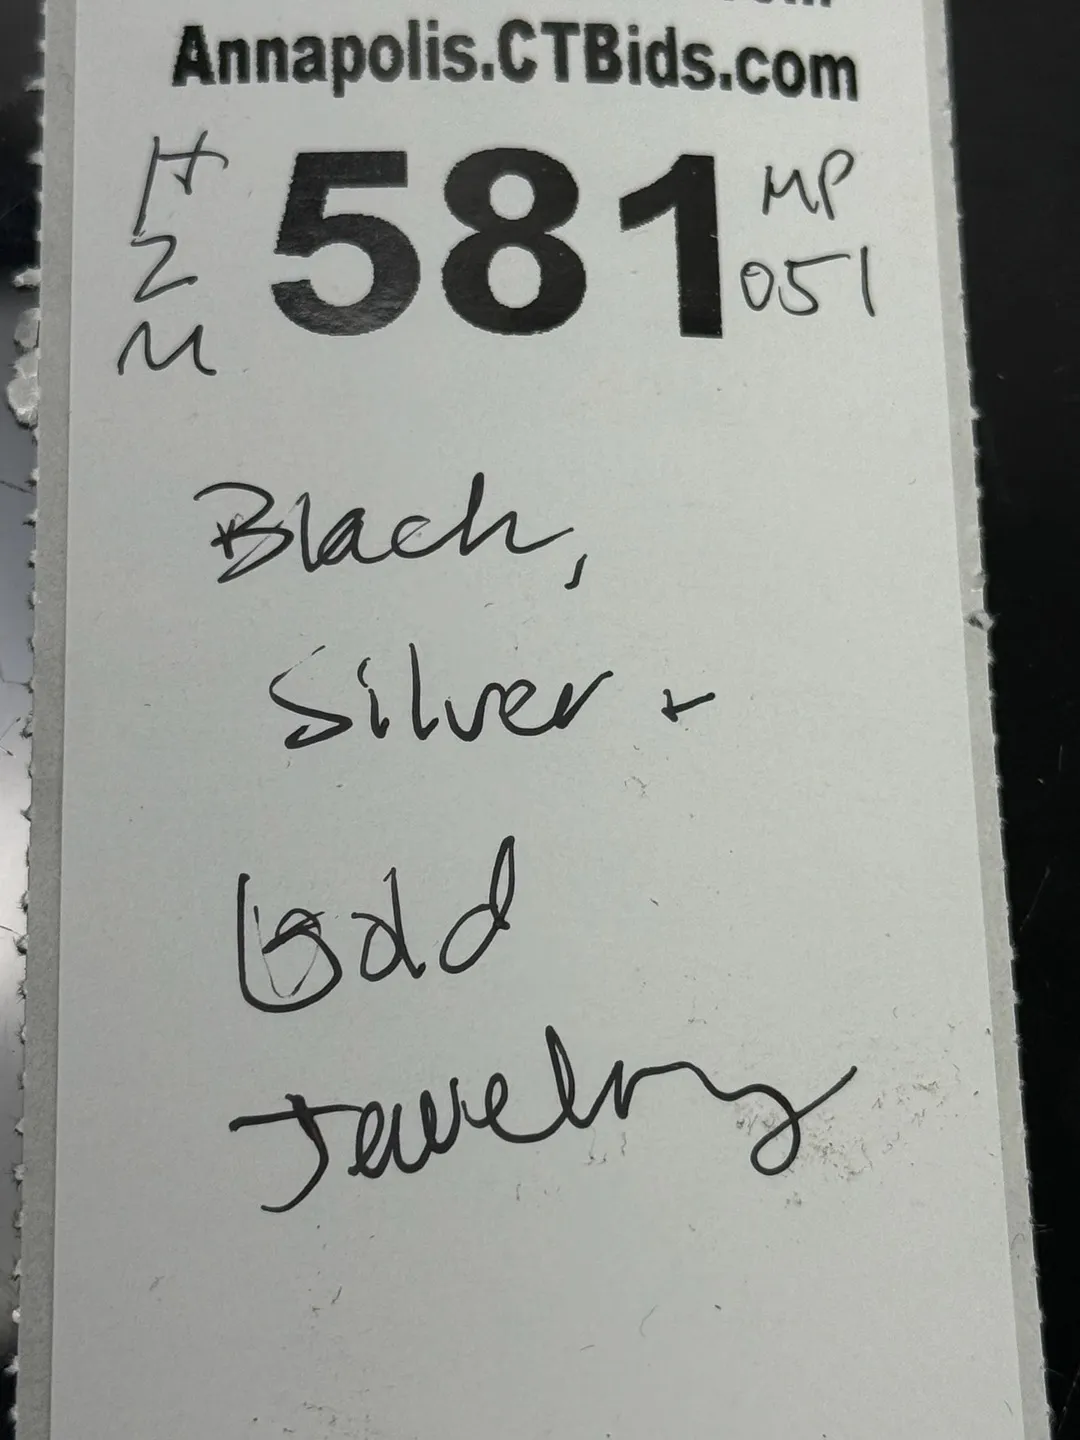 Annapolis.CTBids.com
H 581 MP
2 051
M
Black,
Silver +
Gold
Jewelry